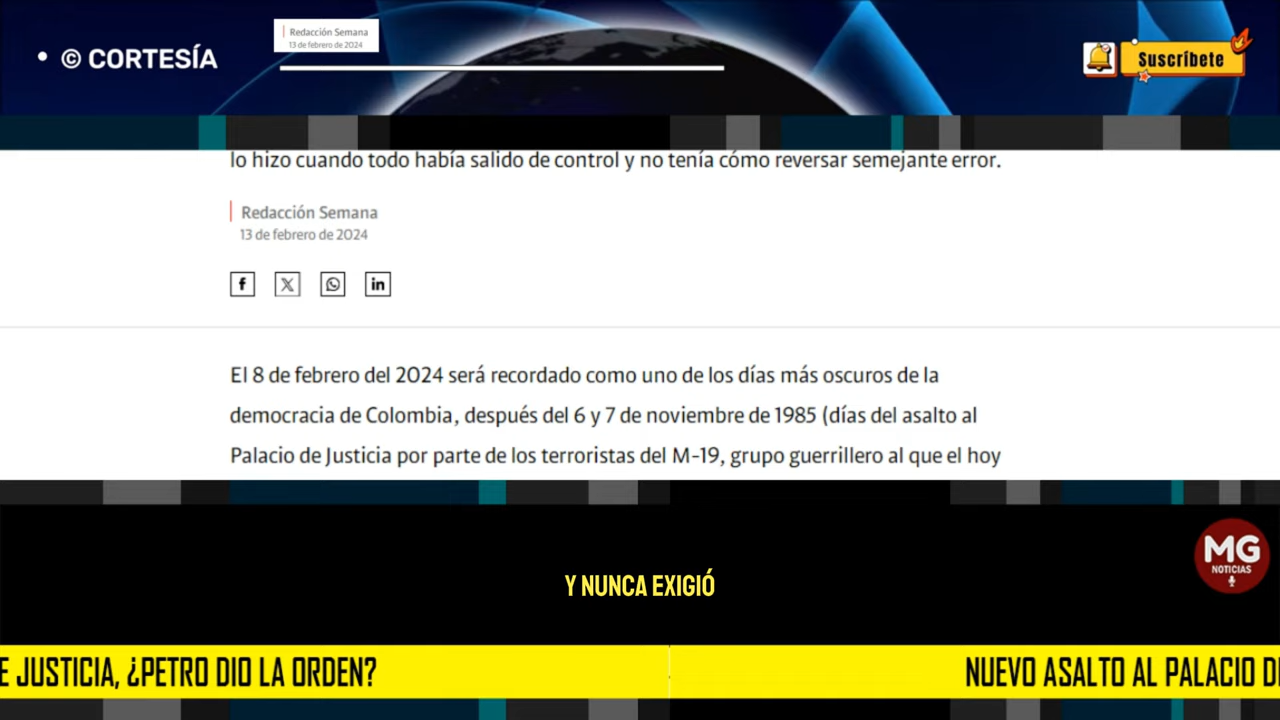 • © CORTESÍA
Redacción Semana
13 de febrero de 2024
Suscríbete
lo hizo cuando todo había salido de control y no tenía cómo reversar semejante error.
Redacción Semana
13 de febrero de 2024
El 8 de febrero del 2024 será recordado como uno de los días más oscuros de la
democracia de Colombia, después del 6 y 7 de noviembre de 1985 (días del asalto al
Palacio de Justicia por parte de los terroristas del M-19, grupo guerrillero al que el hoy
MG
NOTICIAS
Y NUNCA EXIGIÓ
E JUSTICIA, ¿PETRO DIO LA ORDEN?
NUEVO ASALTO AL PALACIO D